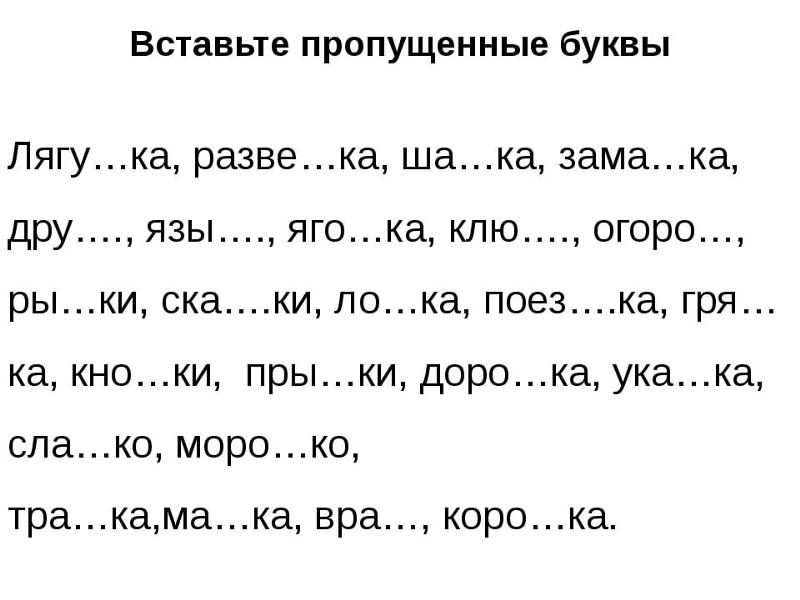 Вставьте пропущенные буквы
Лягу…ка, разве…ка, ша…ка, зама…ка,
дру…., язы…., яго…ка, клю…., огоро…,
ры…ки, ска….ки, ло…ка, поез….ка, гря…
ка, кно…ки, пры…ки, доро…ка, ука…ка,
сла…ко, моро…ко,
тра…ка,ма…ка, вра…, коро…ка.